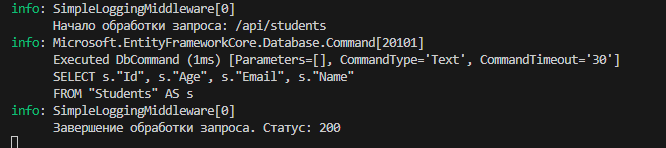 info: SimpleLoggingMiddleware[0]
Начало обработки запроса: /api/students
info: Microsoft.EntityFrameworkCore.Database.Command[20101]
Executed DbCommand (1ms) [Parameters=[], CommandType='Text', CommandTimeout='30']
SELECT s."Id", s."Age", s."Email", s."Name"
FROM "Students" AS s
info: SimpleLoggingMiddleware[0]
Завершение обработки запроса. Статус: 200